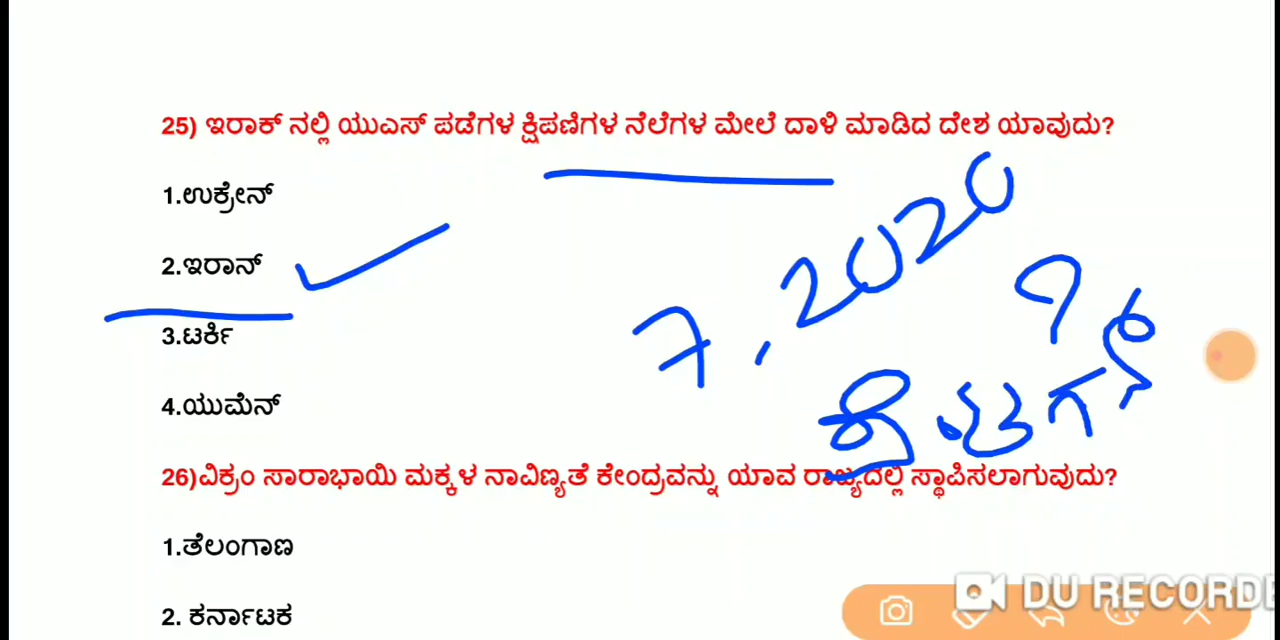 25) ಇರಾಕ್ ನಲ್ಲಿ ಯುಎಸ್ ಪಡೆಗಳ ಕ್ಷಿಪಣಿಗಳ ನೆಲೆಗಳ ಮೇಲೆ ದಾಳಿ ಮಾಡಿದ ದೇಶ ಯಾವುದು?
1.ಉಕ್ರೇನ್
2.ಇರಾನ್
3.ಟರ್ಕಿ
7, 2020
4.ಯುಮೆನ್
26)ವಿಕ್ರಂ ಸಾರಾಭಾಯಿ ಮಕ್ಕಳ ನಾವಿಣ್ಯತೆ ಕೇಂದ್ರವನ್ನು ಯಾವ ರಾಜ್ಯದಲ್ಲಿ ಸ್ಥಾಪಿಸಲಾಗುವುದು?
1.ತೆಲಂಗಾಣ
2. ಕರ್ನಾಟಕ
DU RECORDE